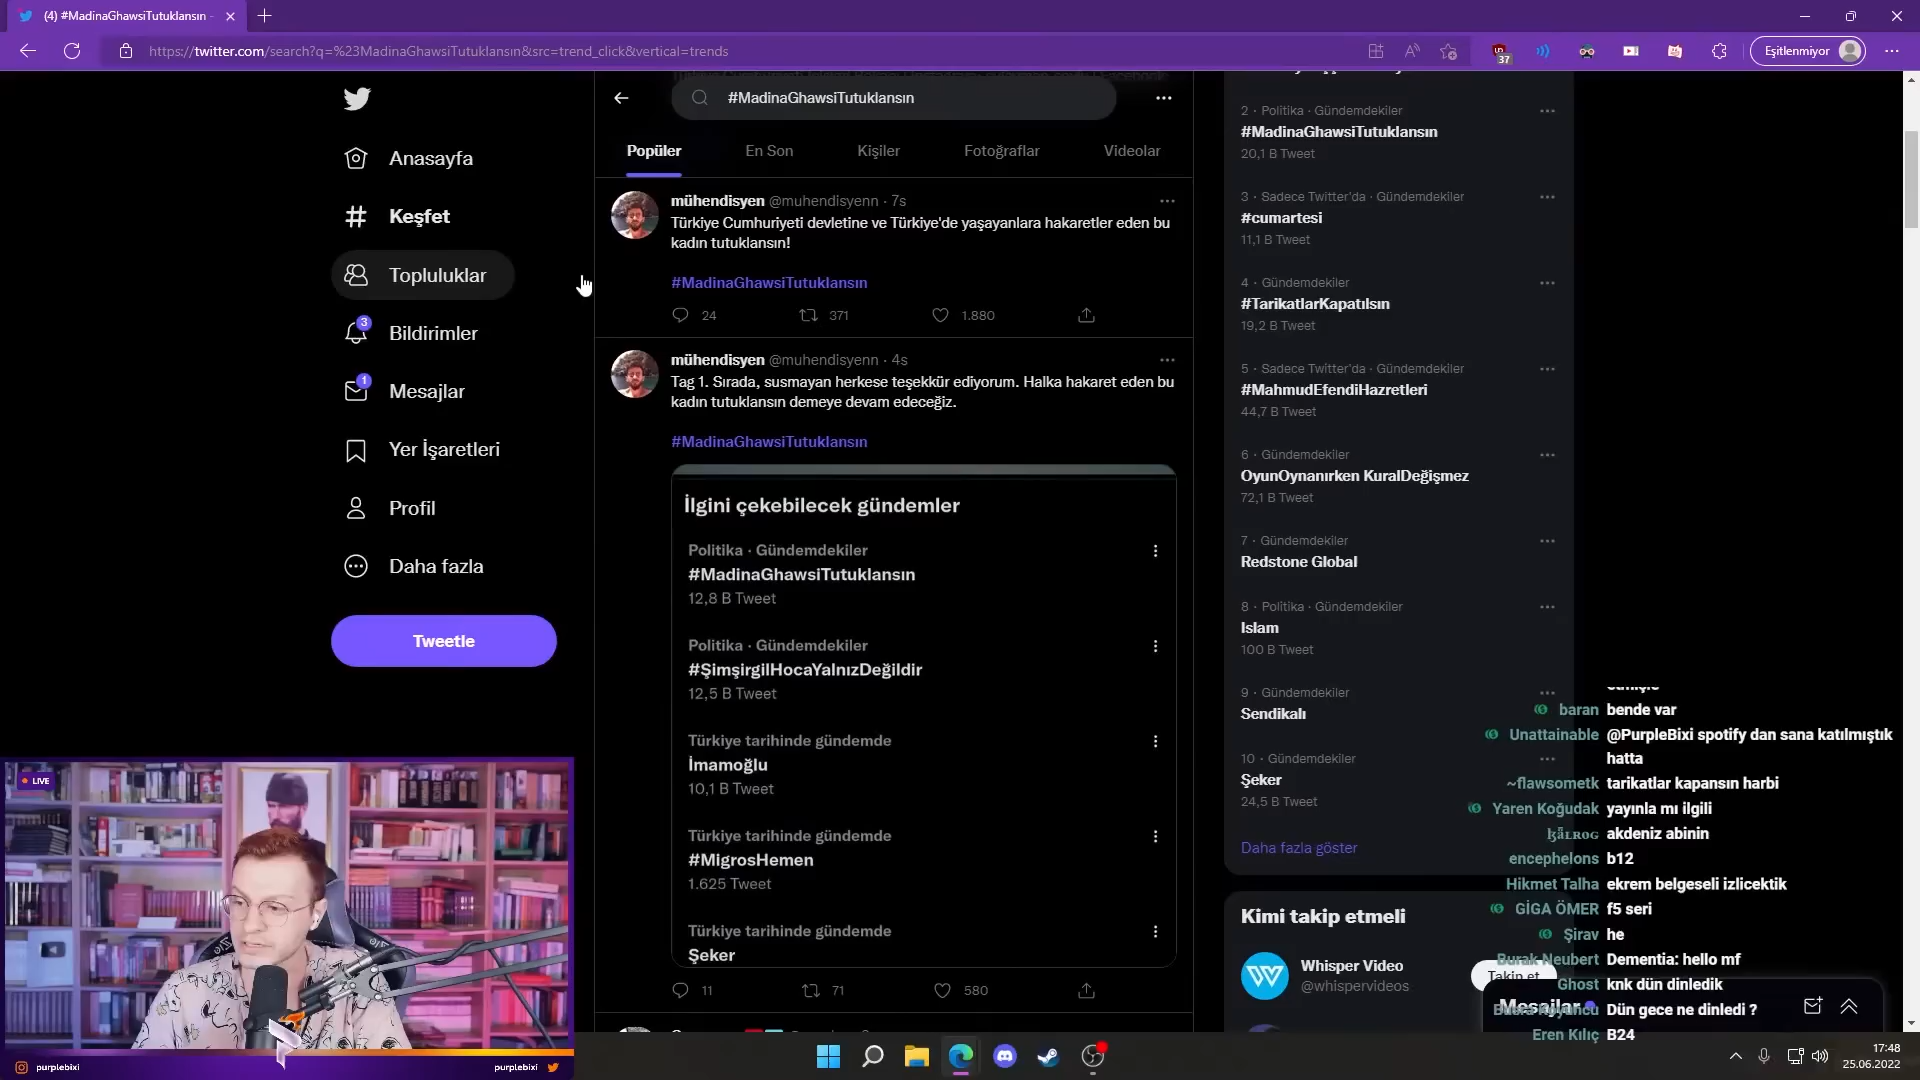 (4) #MadinaGhawsiTutuklansın -
https://twitter.com/search?q=%23MadinaGhawsiTutuklansın&src=trend_click&vertical=trends
37
Eşitlenmiyor
Anasayfa
Keşfet
Topluluklar
3
Bildirimler
1
Mesajlar
Yer İşaretleri
Profil
Daha fazla
Tweetle
#MadinaGhawsiTutuklansın
Popüler
En Son
Kişiler
Fotoğraflar
Videolar
mühendisyen @muhendisyenn · 7s
Türkiye Cumhuriyeti devletine ve Türkiye'de yaşayanlara hakaretler eden bu
kadın tutuklansın!
#MadinaGhawsiTutuklansın
24
371
1.880
mühendisyen @muhendisyenn · 4s
Tag 1. Sırada, susmayan herkese teşekkür ediyorum. Halka hakaret eden bu
kadın tutuklansın demeye devam edeceğiz.
#MadinaGhawsiTutuklansın
İlgini çekebilecek gündemler
Politika · Gündemdekiler
#MadinaGhawsiTutuklansın
12,8 B Tweet
Politika · Gündemdekiler
#ŞimşirgilHocaYalnızDeğildir
12,5 B Tweet
Türkiye tarihinde gündemde
İmamoğlu
10,1 B Tweet
Türkiye tarihinde gündemde
#MigrosHemen
1.625 Tweet
Türkiye tarihinde gündemde
Şeker
11
71
580
2 · Politika · Gündemdekiler
#MadinaGhawsiTutuklansın
20,1 B Tweet
3 · Sadece Twitter'da · Gündemdekiler
#cumartesi
11,1 B Tweet
4 · Gündemdekiler
#TarikatlarKapatılsın
19,2 B Tweet
5 · Sadece Twitter'da · Gündemdekiler
#MahmudEfendiHazretleri
44,7 B Tweet
6 · Gündemdekiler
OyunOynanırken KuralDeğişmez
72,1 B Tweet
7 · Gündemdekiler
Redstone Global
8 · Politika · Gündemdekiler
Islam
100 B Tweet
9 · Gündemdekiler
Sendikalı
10 · Gündemdekiler
Şeker
24,5 B Tweet
Daha fazla göster
Kimi takip etmeli
Whisper Video
@whispervideos
Takip et
Mesajlar
baran bende var
Unattainable @PurpleBixi spotify dan sana katılmıştık
hatta
~flawsometk tarikatlar kapansın harbi
Yaren Koğudak yayınla mı ilgili
akdeniz abinin
encephelons b12
Hikmet Talha ekrem belgeseli izlicektik
GİGA ÖMER f5 seri
Şirav he
Burak Neubert Dementia: hello mf
Ghost knk dün dinledik
Dün gece ne dinledi ?
Eren Kılıç B24
LIVE
purplebixi
purplebixi
17:48
25.06.2022